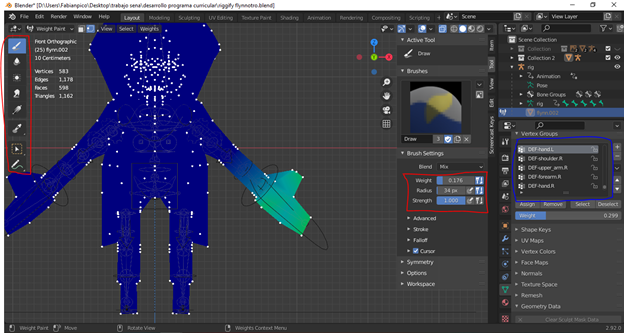 Blender* [D:\Users\Fabianpico\Desktop\trabajo sena\desarrollo programa curricular\riggify flynnotro.blend]
File Edit Render Window Help Layout Modeling Sculpting UV Editing Texture Paint Shading Animation Rendering Compositing Scene View Layer
Weight Paint View Select Weights
Front Orthographic
(25) flynn.002
10 Centimeters
Vertices 583
Edges 1,178
Faces 598
Triangles 1,162
Active Tool
Draw
Brushes
Draw 3
Brush Settings
Blend Mix
Weight 0.176
Radius 34 px
Strength 1.000
Advanced
Stroke
Falloff
Cursor
Symmetry
Options
Workspace
Item
Tool
View
Screencast Keys
Scene Collection
Collection
Collection 2
rig
Animation
Pose
Bone Groups
rig
flynn.002
Vertex Groups
DEF-hand.L
DEF-shoulder.R
DEF-upper_arm.R
DEF-forearm.R
DEF-hand.R
Assign Remove Select Deselect
Weight 0.299
Shape Keys
UV Maps
Vertex Colors
Face Maps
Normals
Texture Space
Remesh
Geometry Data
Clear Sculpt Mask Data
Weight Paint Move Rotate View Weights Context Menu 2.92.0